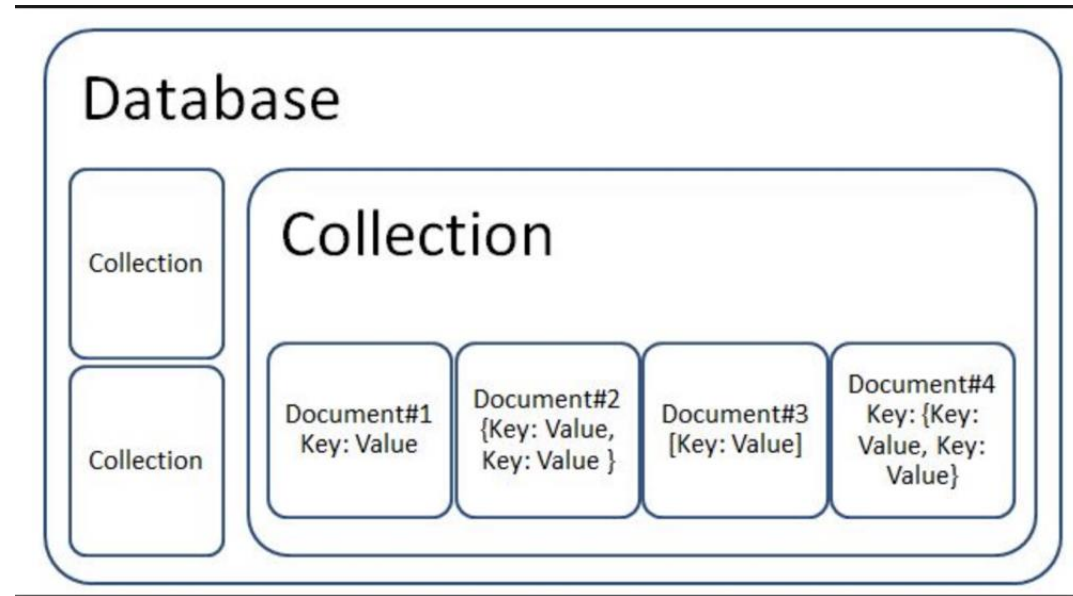 Database
Collection
Collection
Collection
Document#1
Key: Value
Document#2
{Key: Value,
Key: Value }
Document#3
[Key: Value]
Document#4
Key: {Key:
Value, Key:
Value}